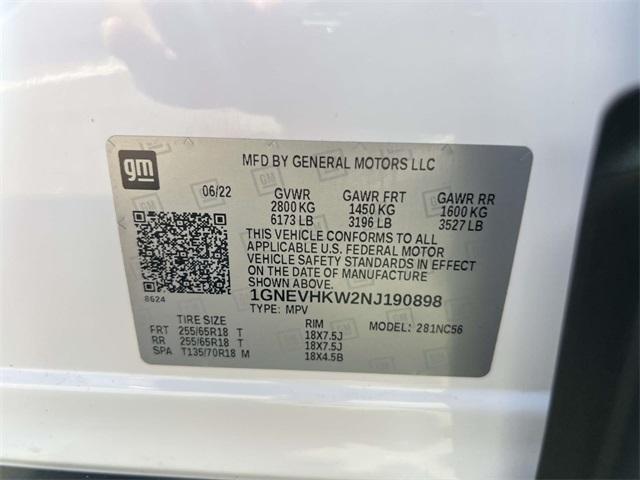 gm
MFD BY GENERAL MOTORS LLC
06/22 GVWR GAWR FRT GAWR RR
2800 KG 1450 KG 1600 KG
6173 LB 3196 LB 3527 LB
THIS VEHICLE CONFORMS TO ALL
APPLICABLE U.S. FEDERAL MOTOR
VEHICLE SAFETY STANDARDS IN EFFECT
ON THE DATE OF MANUFACTURE
SHOWN ABOVE.
8624
1GNEVHKW2NJ190898
TYPE: MPV
MODEL: 281NC56
TIRE SIZE RIM
FRT 255/65R18 T 18X7.5J
RR 255/65R18 T 18X7.5J
SPA T135/70R18 M 18X4.5B